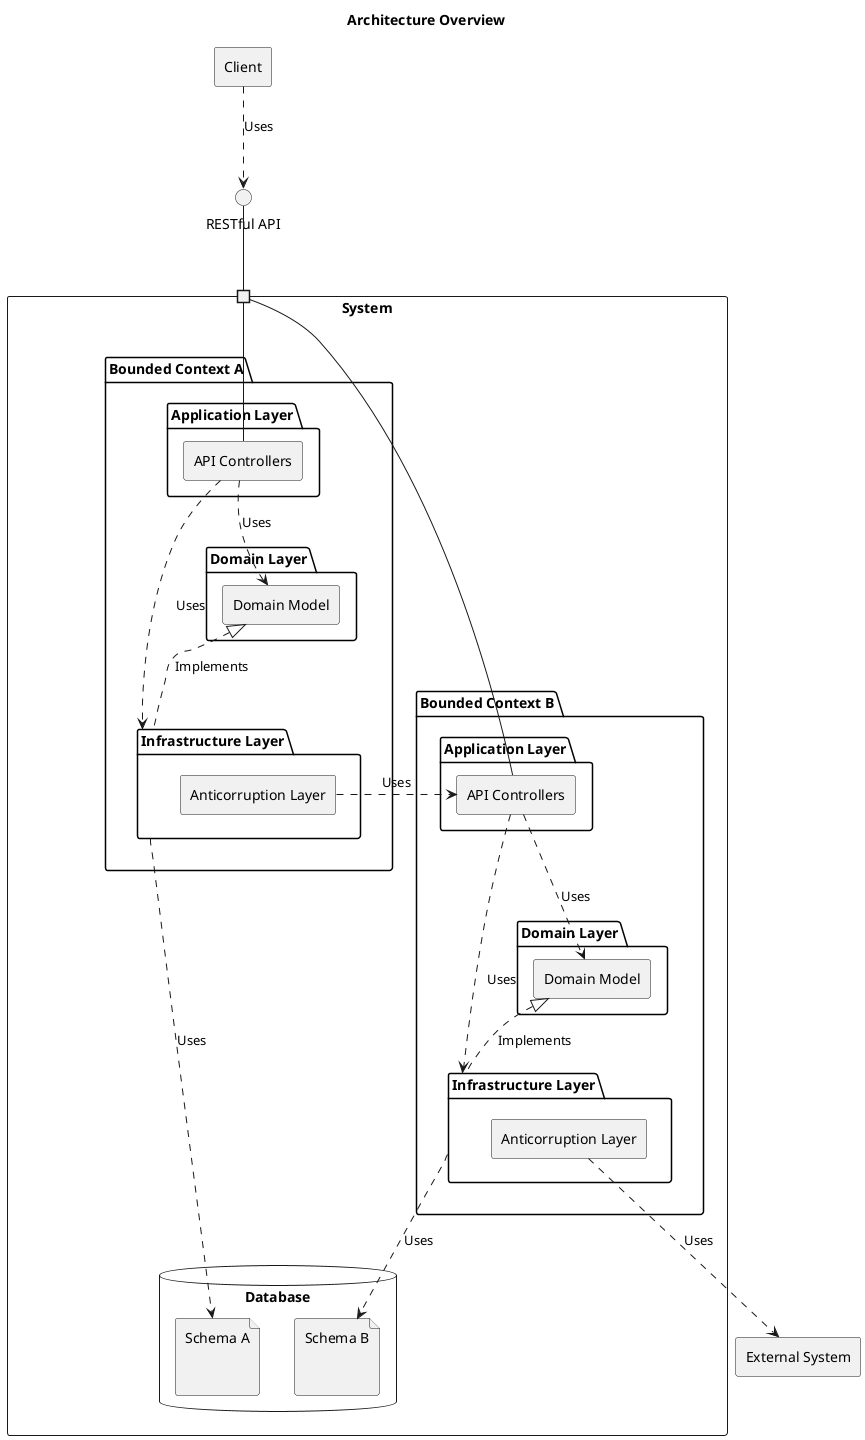 Architecture Overview
Client
Uses
RESTful API
System
Bounded Context A
Application Layer
API Controllers
Uses
Domain Layer
Domain Model
Uses
Implements
Infrastructure Layer
Anticorruption Layer
Uses
Bounded Context B
Application Layer
API Controllers
Uses
Domain Layer
Domain Model
Uses
Implements
Infrastructure Layer
Anticorruption Layer
Uses
Uses
Uses
Database
Schema A
Schema B
External System